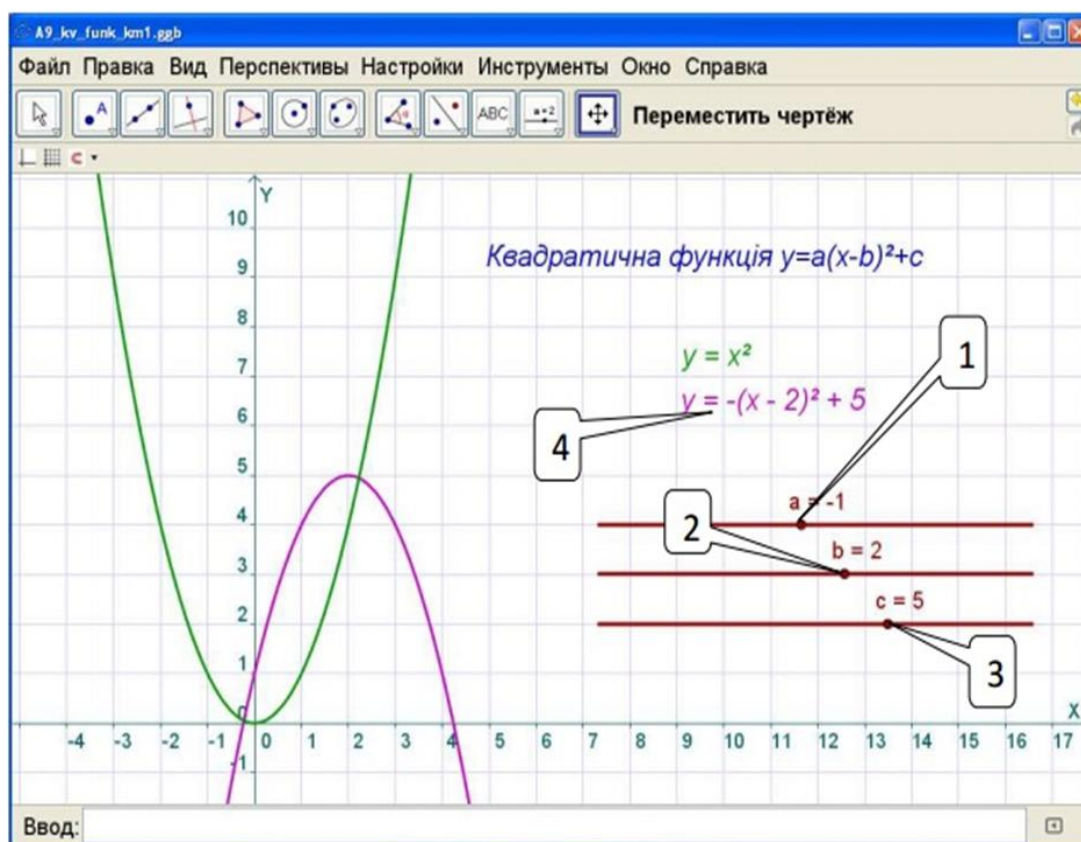 A9_kv_funk_km1.ggb
Файл Правка Вид Перспективы Настройки Инструменты Окно Справка
A ABC a=2 Переместить чертёж
Y
10
9
8
7
6
5
4
3
2
1
0
-1
Квадратична функція y=a(x-b)²+c
y = x²
y = -(x - 2)² + 5
1
4
a = -1
2
b = 2
c = 5
3
X
-4 -3 -2 -1 0 1 2 3 4 5 6 7 8 9 10 11 12 13 14 15 16 17
Ввод: